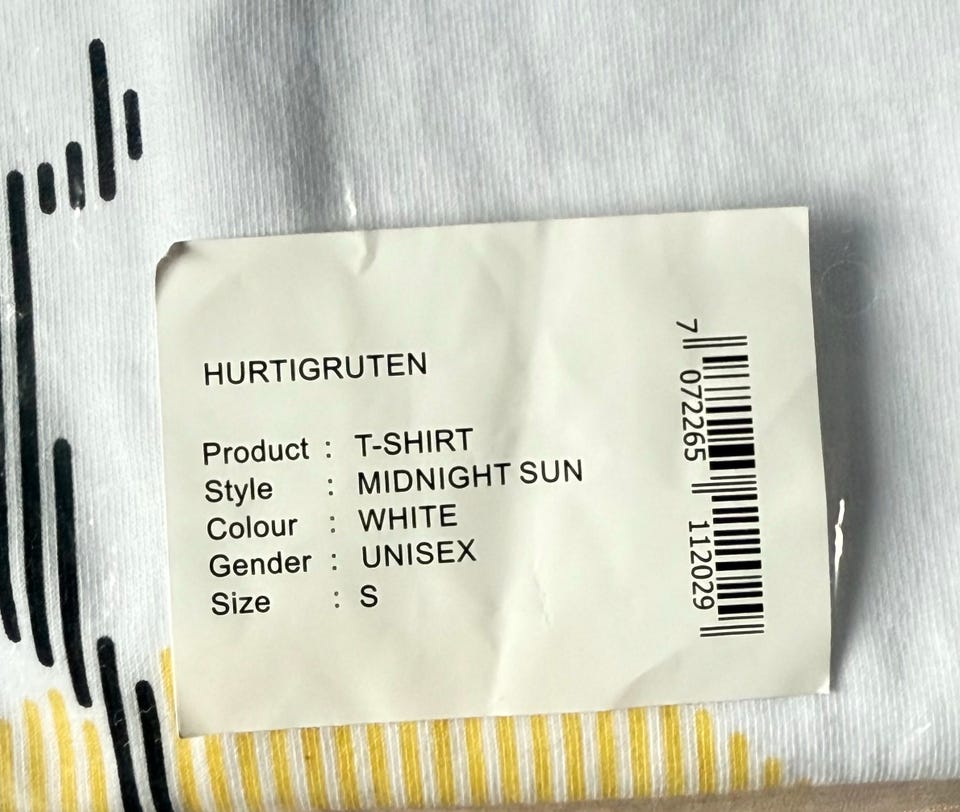 HURTIGRUTEN
Product : T-SHIRT
Style : MIDNIGHT SUN
Colour : WHITE
Gender : UNISEX
Size : S
7 072265 112029